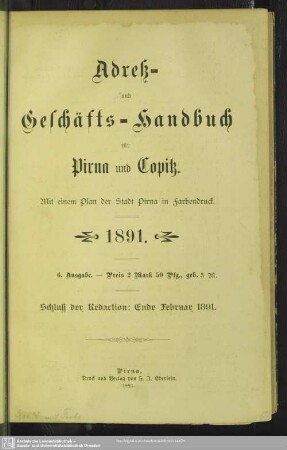 Adreß-
und
Geschäfts-Handbuch
für
Pirna und Copitz.
Mit einem Plan der Stadt Pirna in Farbendruck.
1891.
6. Ausgabe. — Preis 2 Mark 50 Pfg., geb. 3 M.
Schluß der Redaction: Ende Februar 1891.
Pirna,
Druck und Verlag von F. J. Eberlein.
1891.